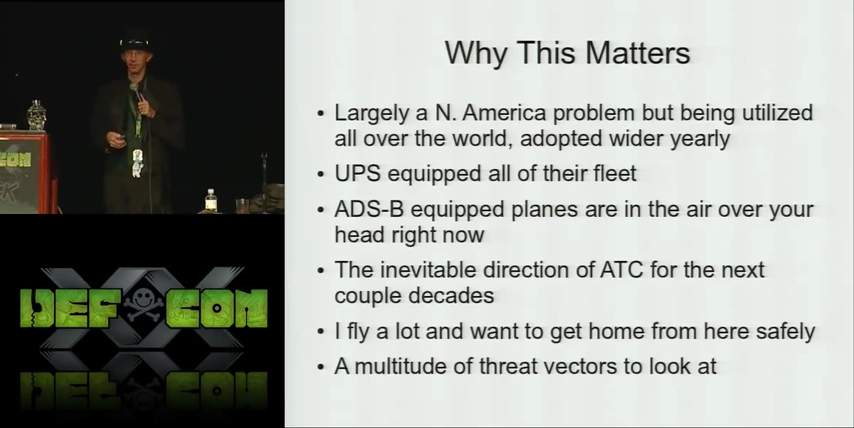 Why This Matters
• Largely a N. America problem but being utilized
all over the world, adopted wider yearly
• UPS equipped all of their fleet
• ADS-B equipped planes are in the air over your
head right now
• The inevitable direction of ATC for the next
couple decades
• I fly a lot and want to get home from here safely
• A multitude of threat vectors to look at
DEF CON
XX